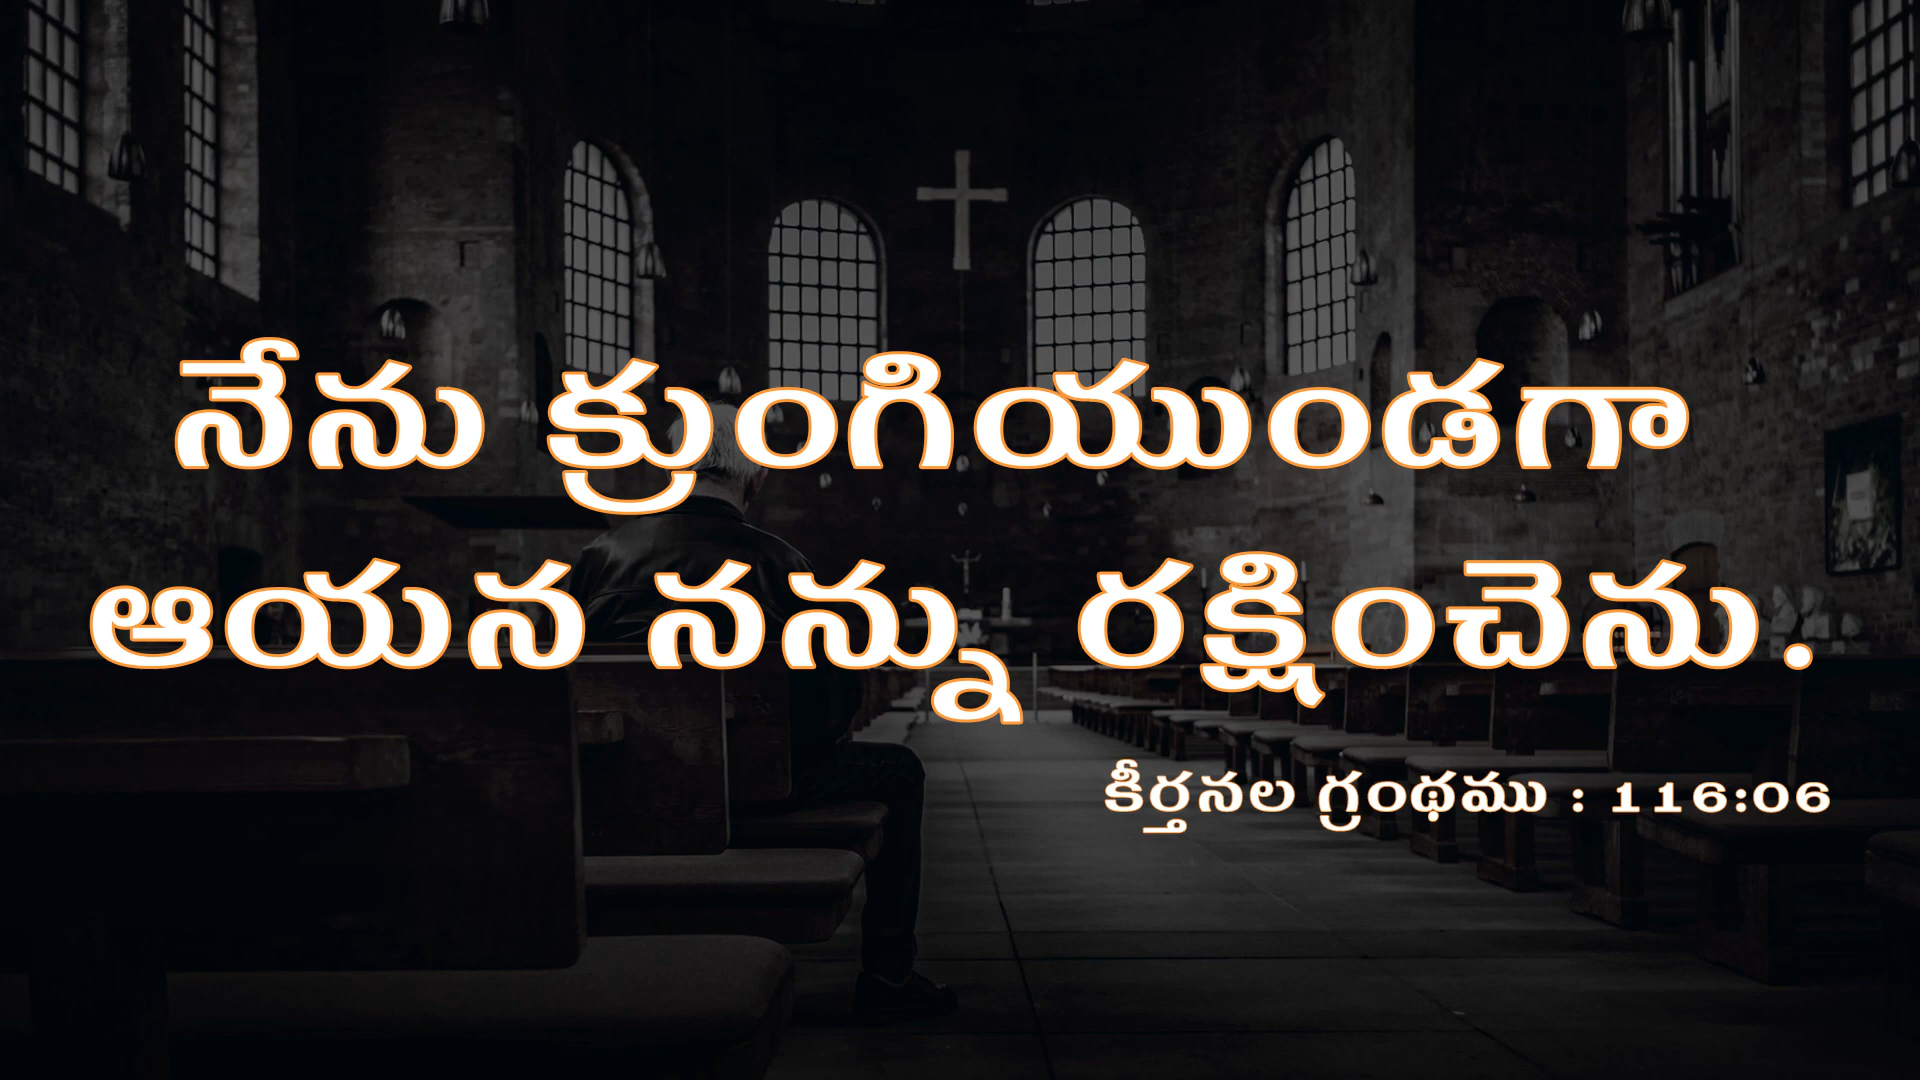 నేను క్రుంగియుండగా
ఆయన నన్ను రక్షించెను.
కీర్తనల గ్రంథము : 116:06